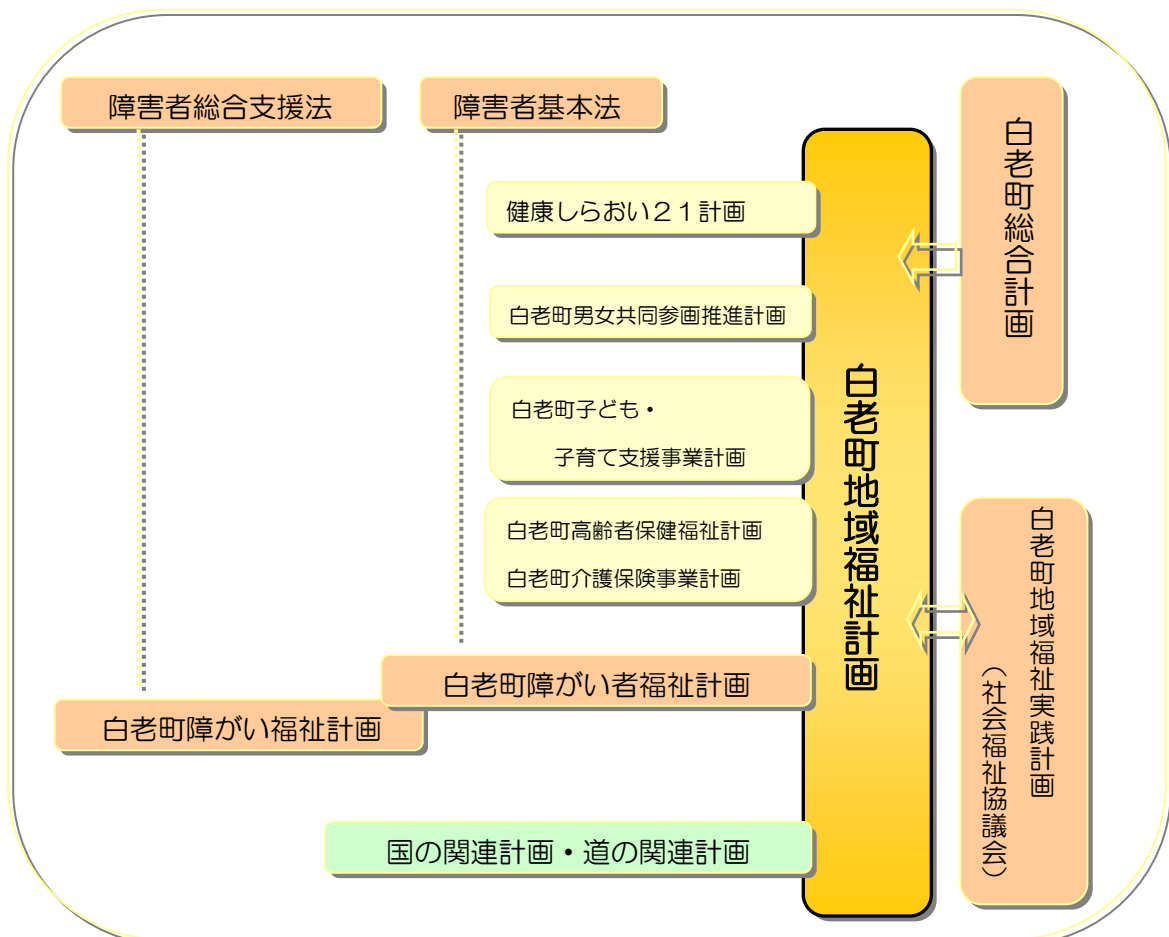 障害者総合支援法
障害者基本法
白老町総合計画
健康しらおい２１計画
白老町男女共同参画推進計画
白老町子ども・
子育て支援事業計画
白老町高齢者保健福祉計画
白老町介護保険事業計画
白老町地域福祉計画
白老町地域福祉実践計画
（社会福祉協議会）
白老町障がい者福祉計画
白老町障がい福祉計画
国の関連計画・道の関連計画